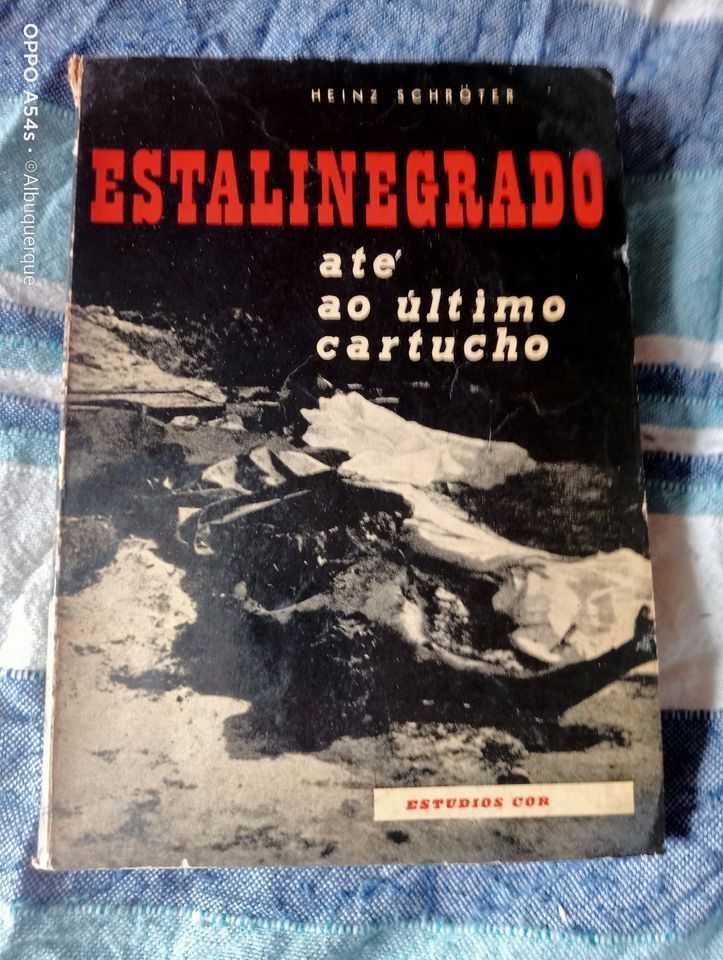 HEINZ SCHRÖTER
ESTALINEGRADO
até
ao último
cartucho
ESTUDIOS COR
OPPO A54s · ©Albuquerque